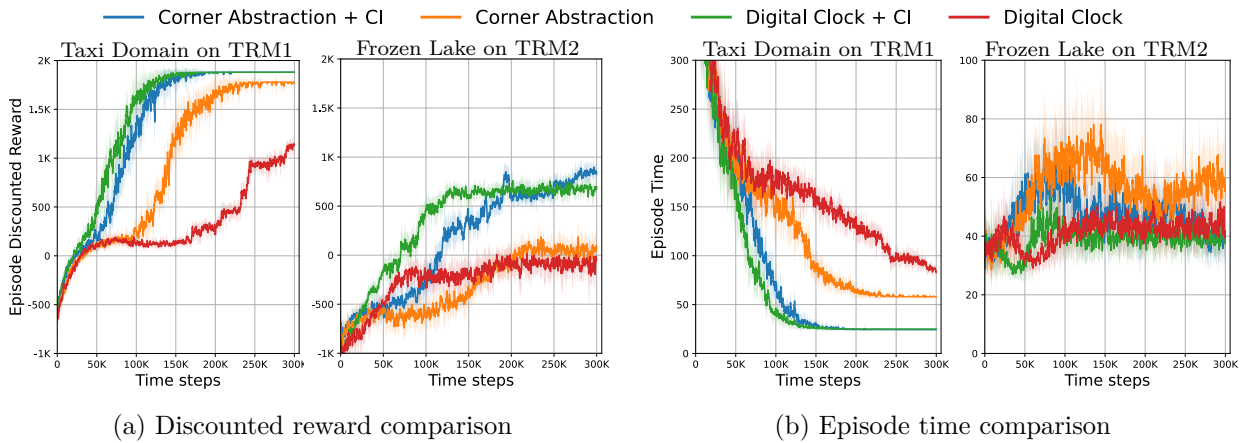 Corner Abstraction + CI Corner Abstraction Digital Clock + CI Digital Clock
Taxi Domain on TRM1
2K
1.5K
1K
500
0
-500
-1K
Episode Discounted Reward
0 50K 100K 150K 200K 250K 300K
Time steps
Frozen Lake on TRM2
2K
1.5K
1K
500
0
-500
-1K
0 50K 100K 150K 200K 250K 300K
Time steps
(a) Discounted reward comparison
Taxi Domain on TRM1
300
250
200
150
100
50
0
Episode Time
0 50K 100K 150K 200K 250K 300K
Time steps
Frozen Lake on TRM2
100
80
60
40
20
0
0 50K 100K 150K 200K 250K 300K
Time steps
(b) Episode time comparison